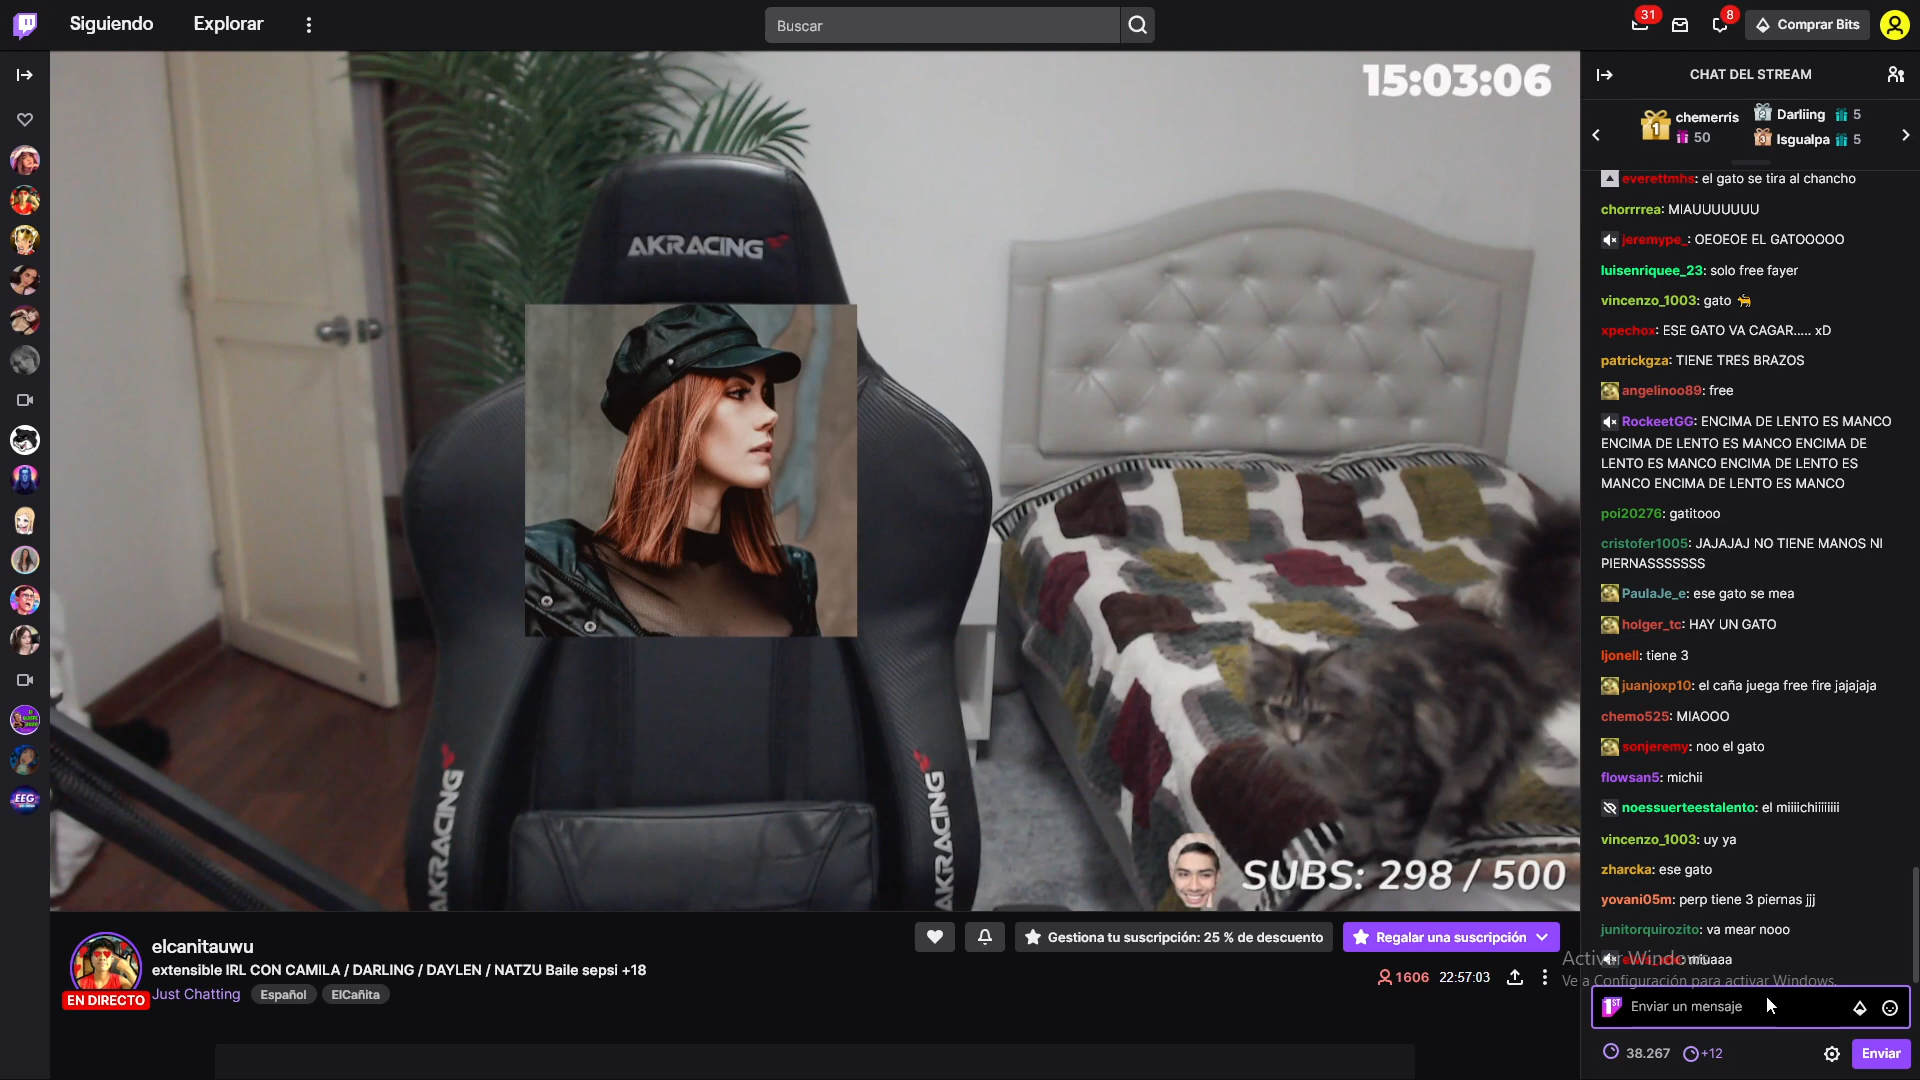 Siguiendo
Explorar
Buscar
31
8
Comprar Bits
15:03:06
CHAT DEL STREAM
1
chemerris
50
2
Darliing
5
3
Isgualpa
5
everettmhs: el gato se tira al chancho
chorrrrea: MIAUUUUUUU
jeremype_: OEOEOE EL GATOOOOO
luisenriquee_23: solo free fayer
vincenzo_1003: gato
xpechox: ESE GATO VA CAGAR..... xD
patrickgza: TIENE TRES BRAZOS
angelinoo89: free
RockeetGG: ENCIMA DE LENTO ES MANCO
ENCIMA DE LENTO ES MANCO ENCIMA DE
LENTO ES MANCO ENCIMA DE LENTO ES
MANCO ENCIMA DE LENTO ES MANCO
poi20276: gatitooo
cristofer1005: JAJAJAJ NO TIENE MANOS NI
PIERNASSSSSSS
PaulaJe_e: ese gato se mea
holger_tc: HAY UN GATO
ljonell: tiene 3
juanjoxp10: el caña juega free fire jajajaja
chemo525: MIAOOO
sonjeremy: noo el gato
flowsan5: michii
vincenzo_1003: uy ya
zharcka: ese gato
yovani05m: perp tiene 3 piernas jjj
junitorquirozito: va mear nooo
AKRACING
AKRACING
AKRACING
SUBS: 298 / 500
EEG
elcanitauwu
extensible IRL CON CAMILA / DARLING / DAYLEN / NATZU Baile sepsi +18
EN DIRECTO
Just Chatting
Español
ElCañita
Gestiona tu suscripción: 25 % de descuento
Regalar una suscripción
1606
22:57:03
Activar Windows
Ve a Configuración para activar Windows.
1ST
Enviar un mensaje
38.267
+12
Enviar